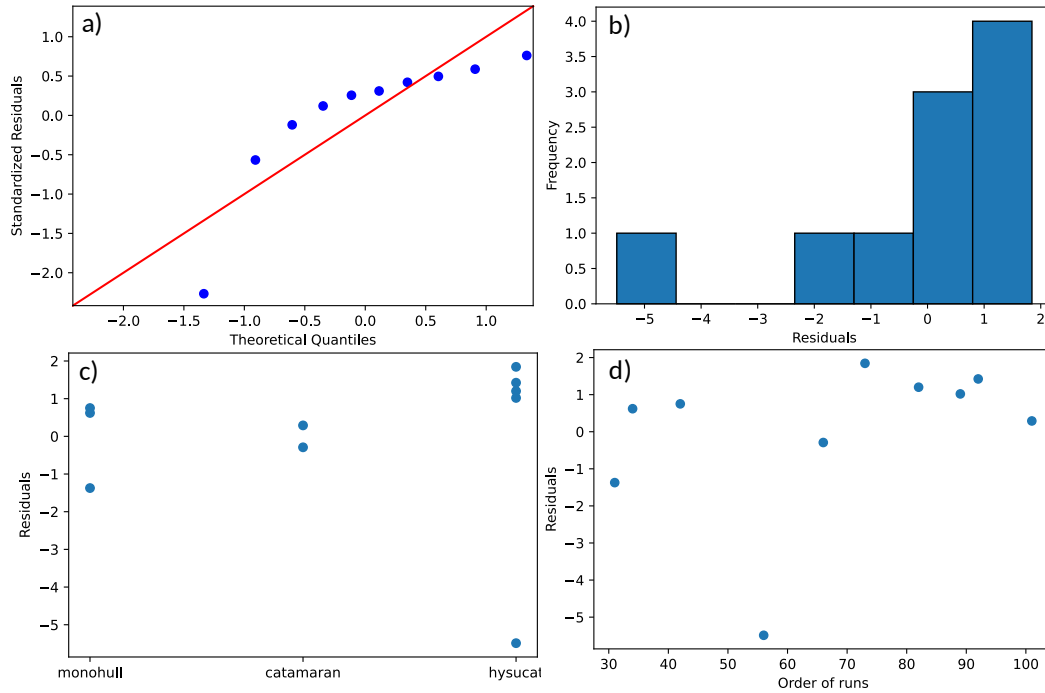 a)
1.0
0.5
0.0
−0.5
−1.0
−1.5
−2.0
Standardized Residuals
−2.0 −1.5 −1.0 −0.5 0.0 0.5 1.0
Theoretical Quantiles
b)
4.0
3.5
3.0
2.5
2.0
1.5
1.0
0.5
0.0
Frequency
−5 −4 −3 −2 −1 0 1 2
Residuals
c)
2
1
0
−1
−2
−3
−4
−5
Residuals
monohull catamaran hysucat
d)
2
1
0
−1
−2
−3
−4
−5
Residuals
30 40 50 60 70 80 90 100
Order of runs